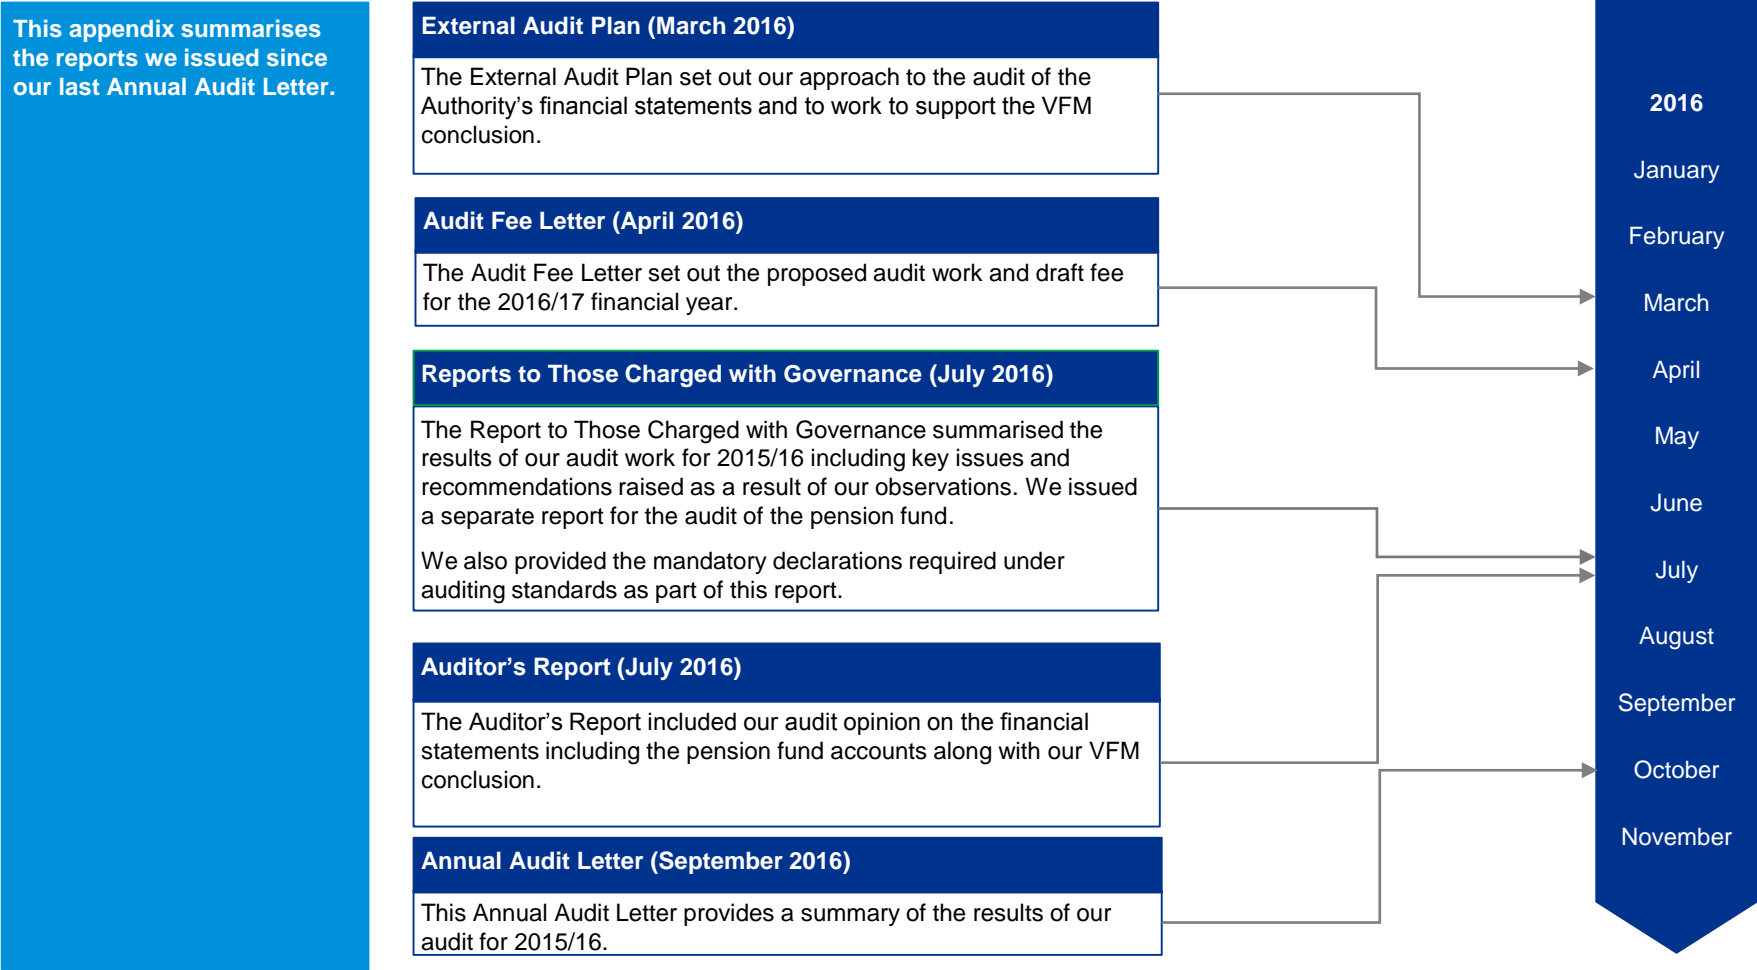 This appendix summarises
the reports we issued since
our last Annual Audit Letter.
External Audit Plan (March 2016)
The External Audit Plan set out our approach to the audit of the
Authority’s financial statements and to work to support the VFM
conclusion.
Audit Fee Letter (April 2016)
The Audit Fee Letter set out the proposed audit work and draft fee
for the 2016/17 financial year.
Reports to Those Charged with Governance (July 2016)
The Report to Those Charged with Governance summarised the
results of our audit work for 2015/16 including key issues and
recommendations raised as a result of our observations. We issued
a separate report for the audit of the pension fund.
We also provided the mandatory declarations required under
auditing standards as part of this report.
Auditor’s Report (July 2016)
The Auditor’s Report included our audit opinion on the financial
statements including the pension fund accounts along with our VFM
conclusion.
Annual Audit Letter (September 2016)
This Annual Audit Letter provides a summary of the results of our
audit for 2015/16.
2016
January
February
March
April
May
June
July
August
September
October
November